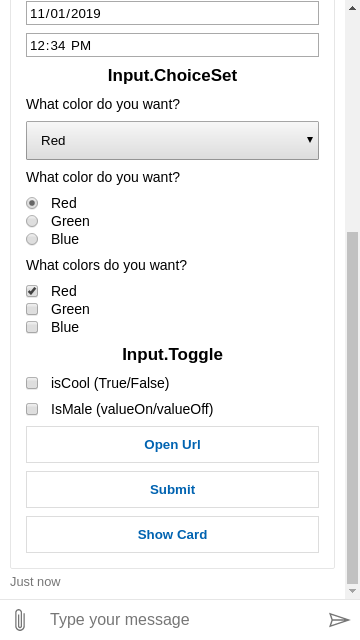 11/01/2019
12:34 PM
Input.ChoiceSet
What color do you want?
Red
What color do you want?
Red
Green
Blue
What colors do you want?
Red
Green
Blue
Input.Toggle
isCool (True/False)
IsMale (valueOn/valueOff)
Open Url
Submit
Show Card
Just now
Type your message